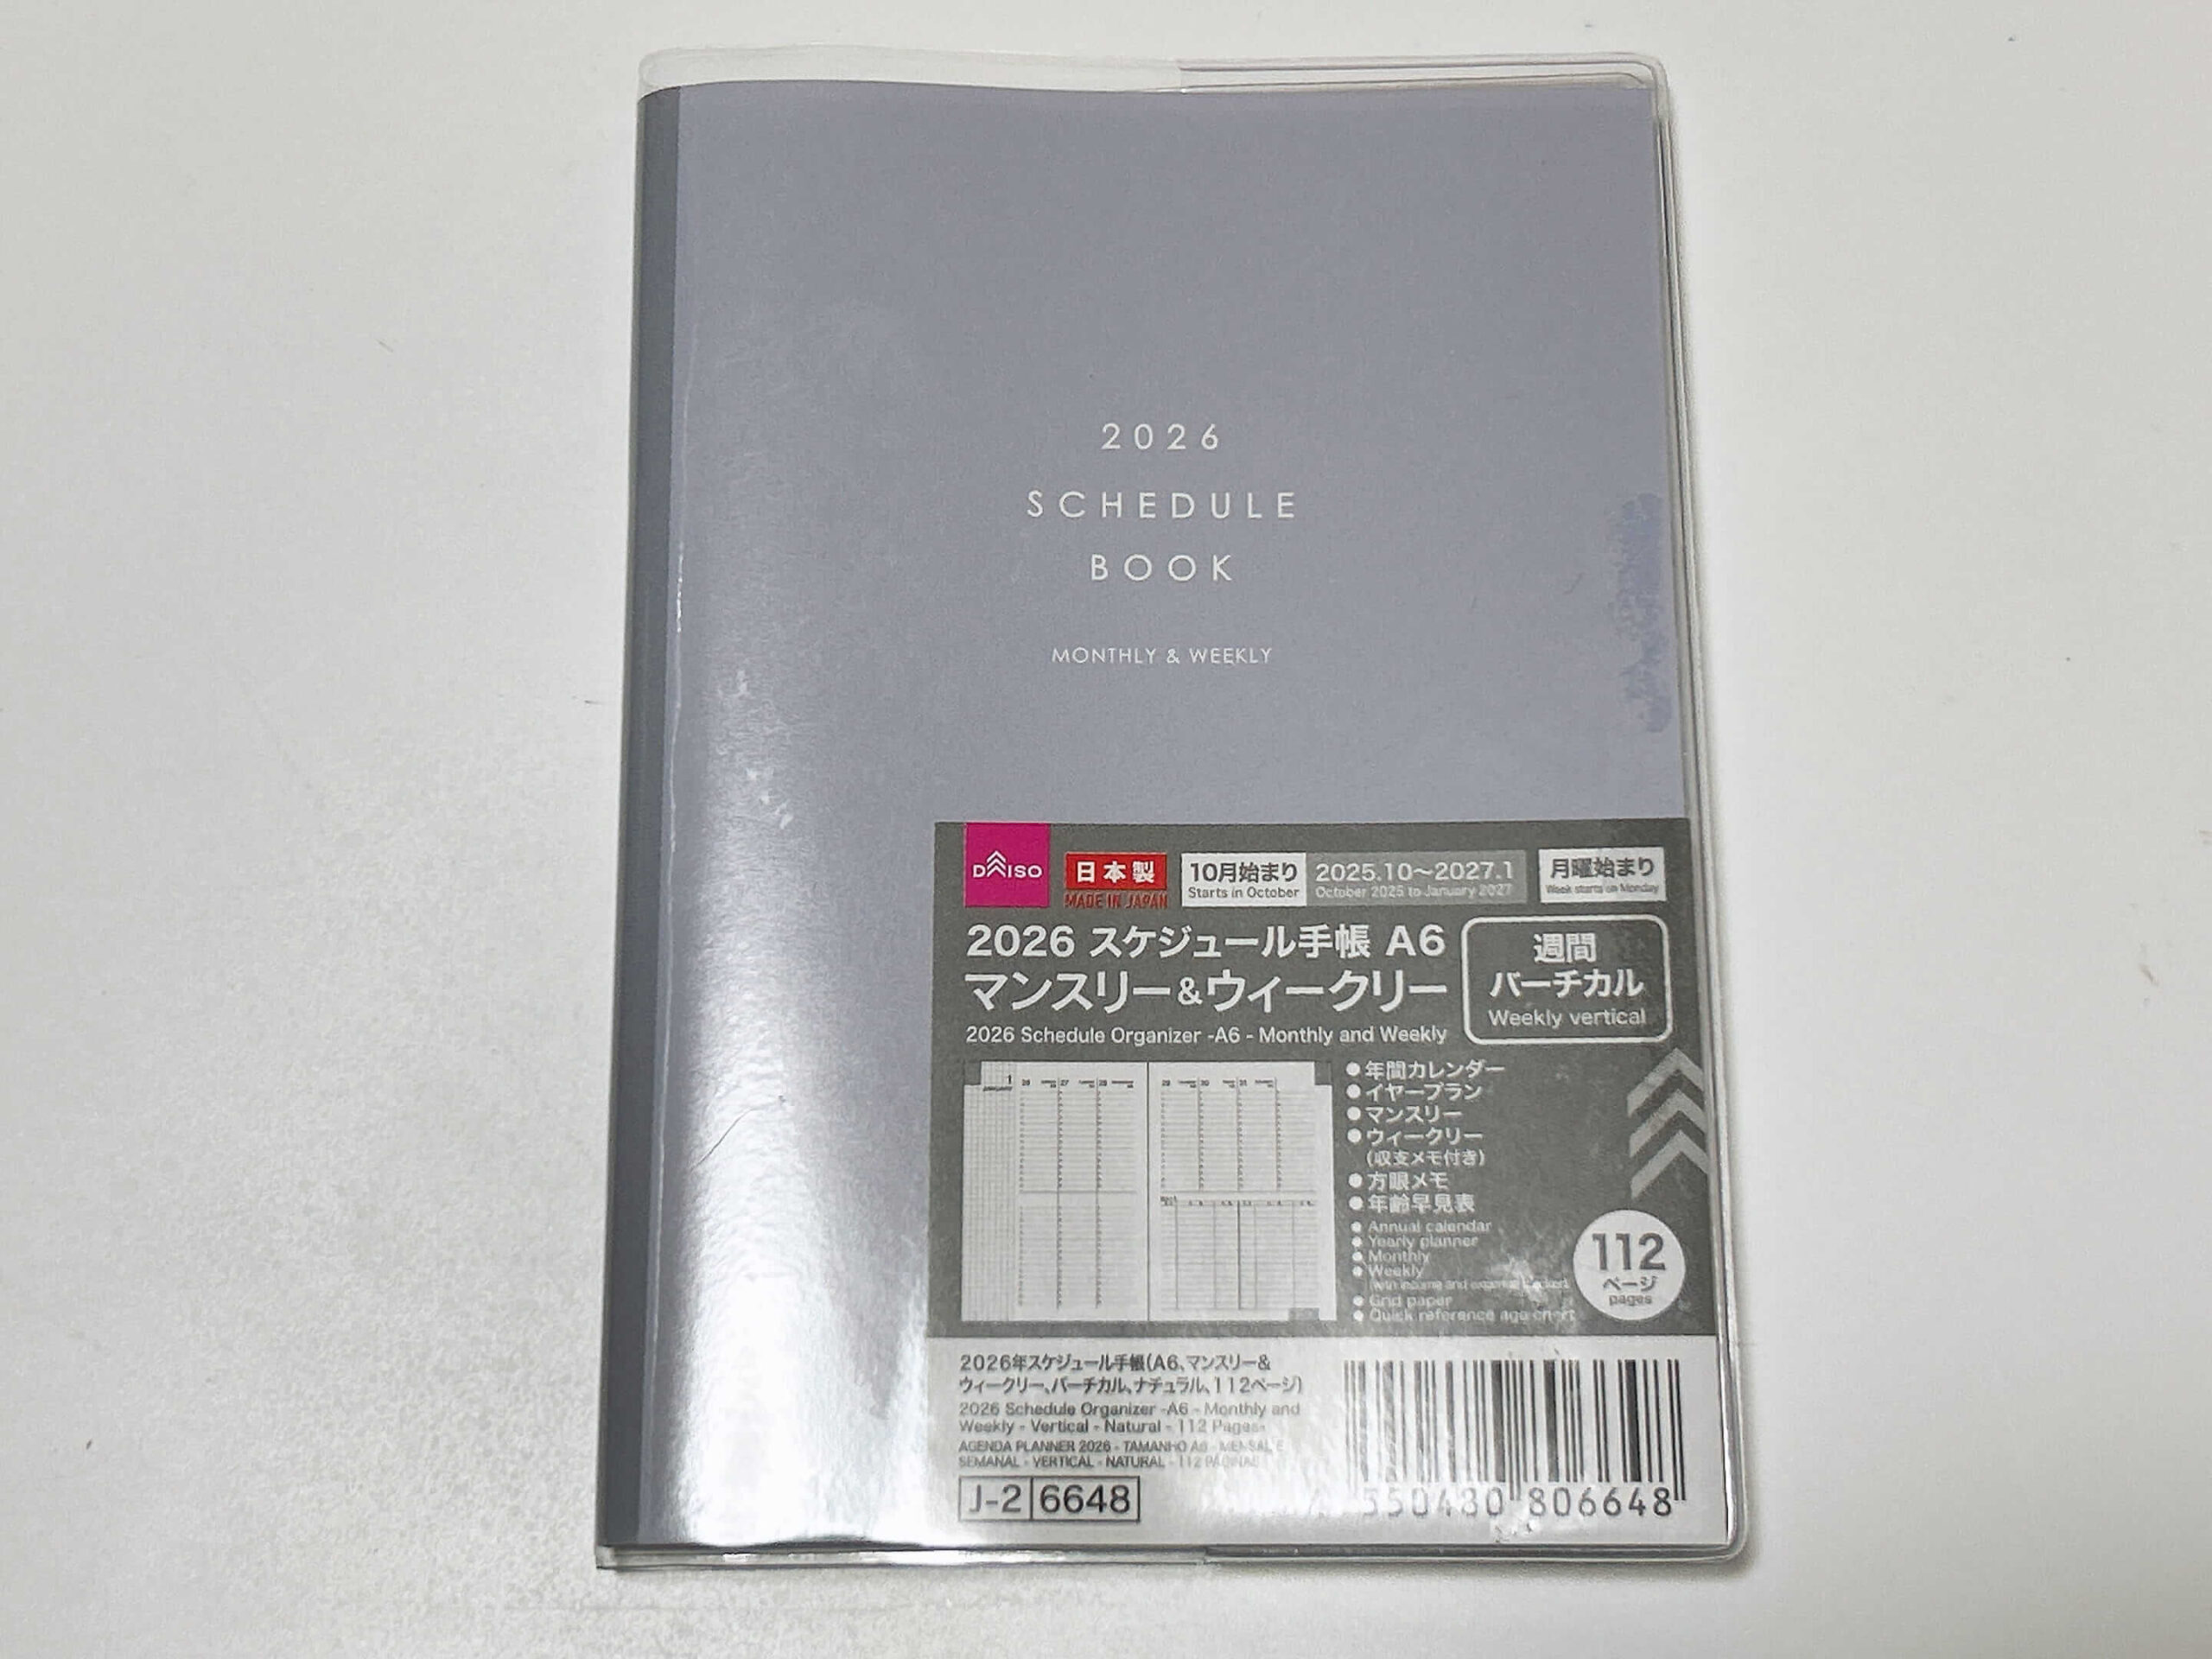 2026
SCHEDULE
BOOK
MONTHLY & WEEKLY
DAISO
日本製
MADE IN JAPAN
10月始まり
Starts in October
2025.10～2027.1
October 2025 to January 2027
月曜始まり
Week starts on Monday
2026 スケジュール手帳 A6
マンスリー&ウィークリー
2026 Schedule Organizer -A6 - Monthly and Weekly
週間
バーチカル
Weekly vertical
●年間カレンダー
●イヤープラン
●マンスリー
●ウィークリー
(収支メモ付き)
●方眼メモ
●年齢早見表
● Annual calendar
● Yearly planner
● Monthly
● Weekly
(with income and
● Grid paper
● Quick reference age chart
112
ページ
pages
2026年スケジュール手帳(A6、マンスリー&
ウィークリー、バーチカル、ナチュラル、112ページ)
2026 Schedule Organizer -A6 - Monthly and
Weekly - Vertical - Natural - 112 Pages-
AGENDA PLANNER 2026 - TAMANHO A6 - MENSAL E
SEMANAL - VERTICAL - NATURAL - 112 PÁGINAS
J-2 6648
550480 806648